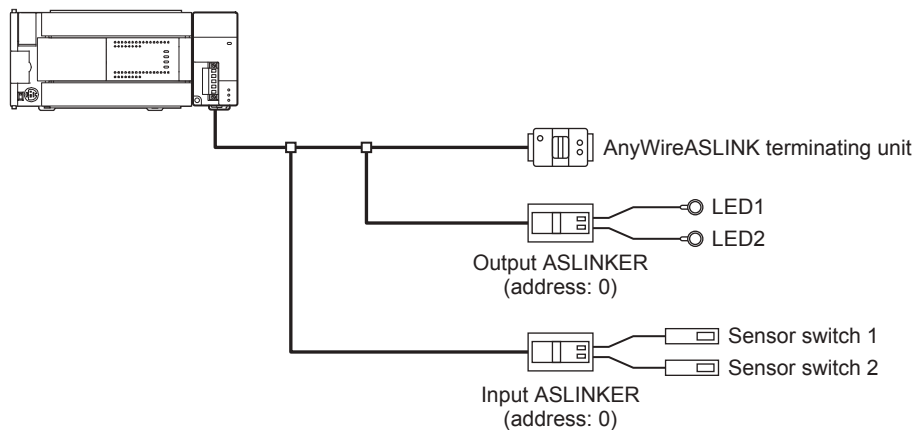 AnyWireASLINK terminating unit
LED1
LED2
Output ASLINKER
(address: 0)
Sensor switch 1
Sensor switch 2
Input ASLINKER
(address: 0)